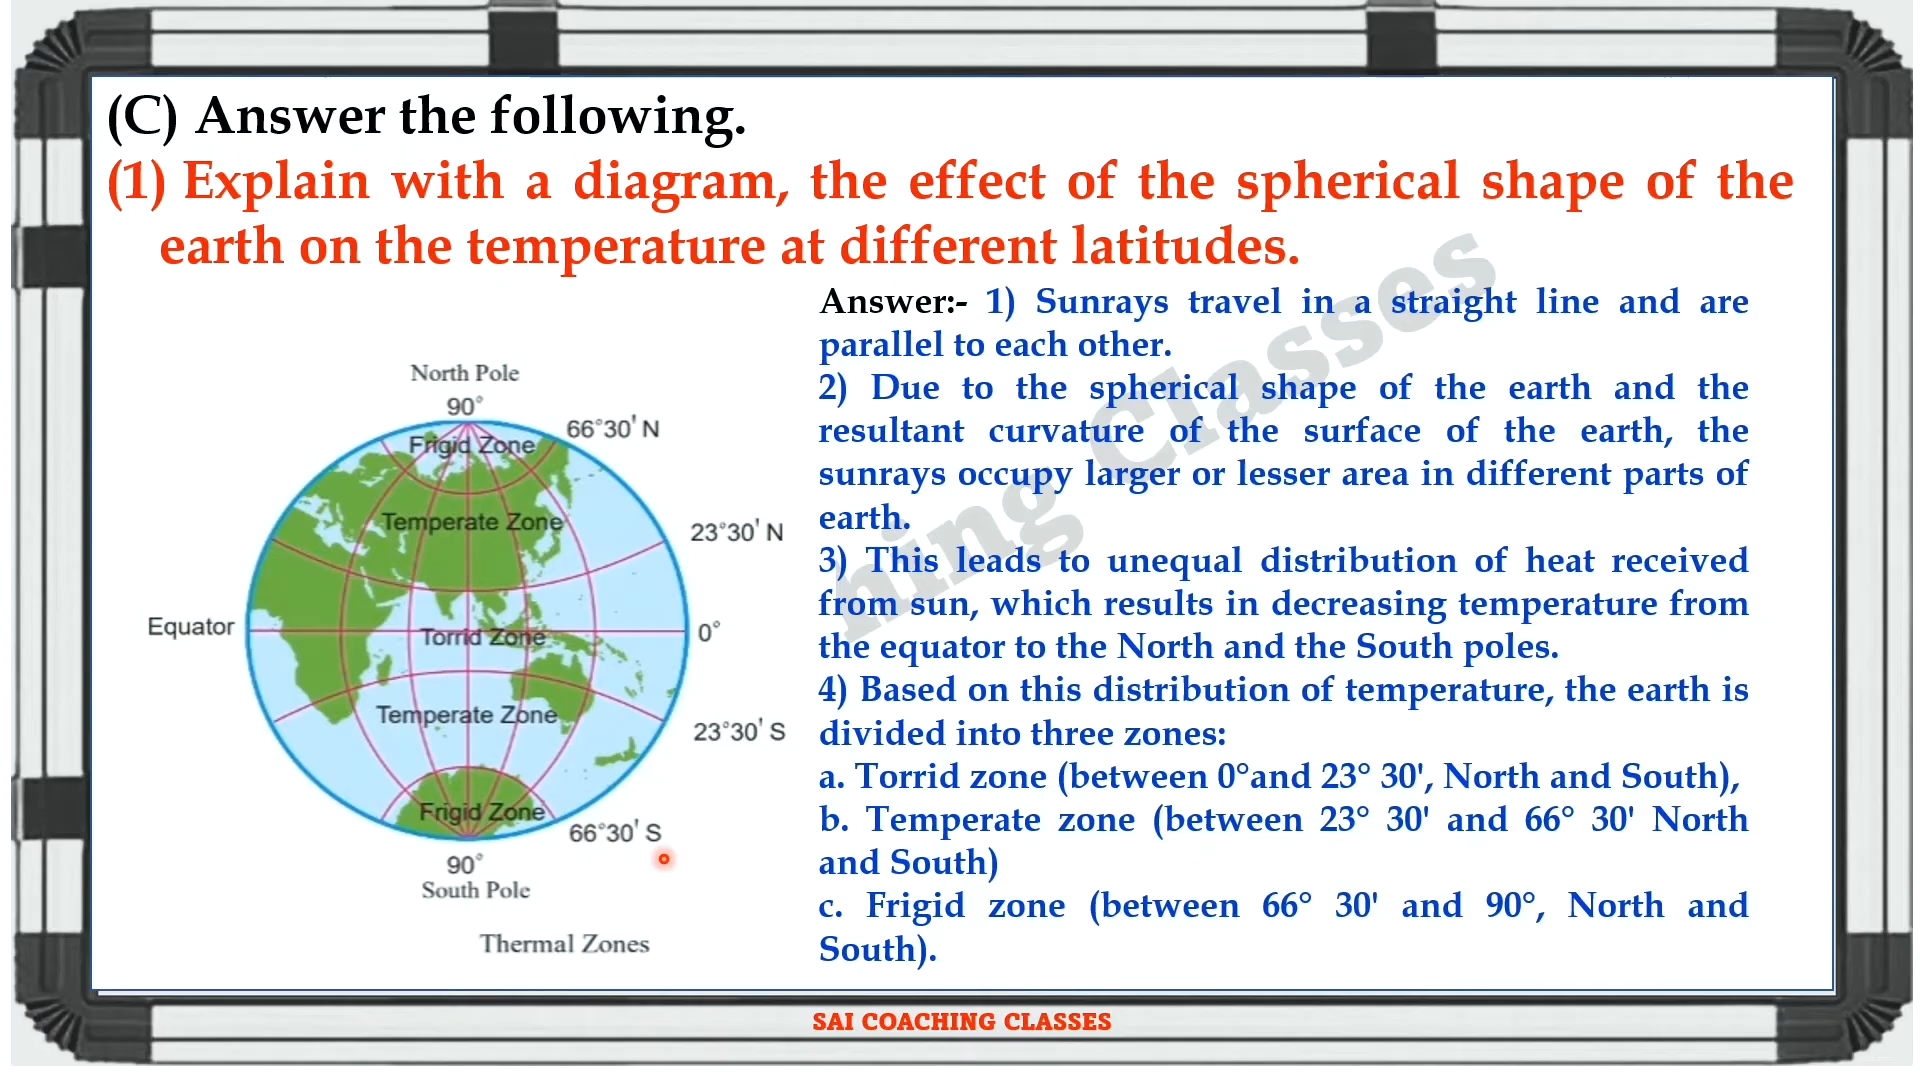 (C) Answer the following.
(1) Explain with a diagram, the effect of the spherical shape of the
earth on the temperature at different latitudes.
North Pole
90°
66°30' N
Frigid Zone
Temperate Zone
23°30' N
Equator
Torrid Zone
0°
Temperate Zone
23°30' S
Frigid Zone
66°30' S
90°
South Pole
Thermal Zones
Answer:- 1) Sunrays travel in a straight line and are
parallel to each other.
2) Due to the spherical shape of the earth and the
resultant curvature of the surface of the earth, the
sunrays occupy larger or lesser area in different parts of
earth.
3) This leads to unequal distribution of heat received
from sun, which results in decreasing temperature from
the equator to the North and the South poles.
4) Based on this distribution of temperature, the earth is
divided into three zones:
a. Torrid zone (between 0°and 23° 30', North and South),
b. Temperate zone (between 23° 30' and 66° 30' North
and South)
c. Frigid zone (between 66° 30' and 90°, North and
South).
ning Classes
SAI COACHING CLASSES